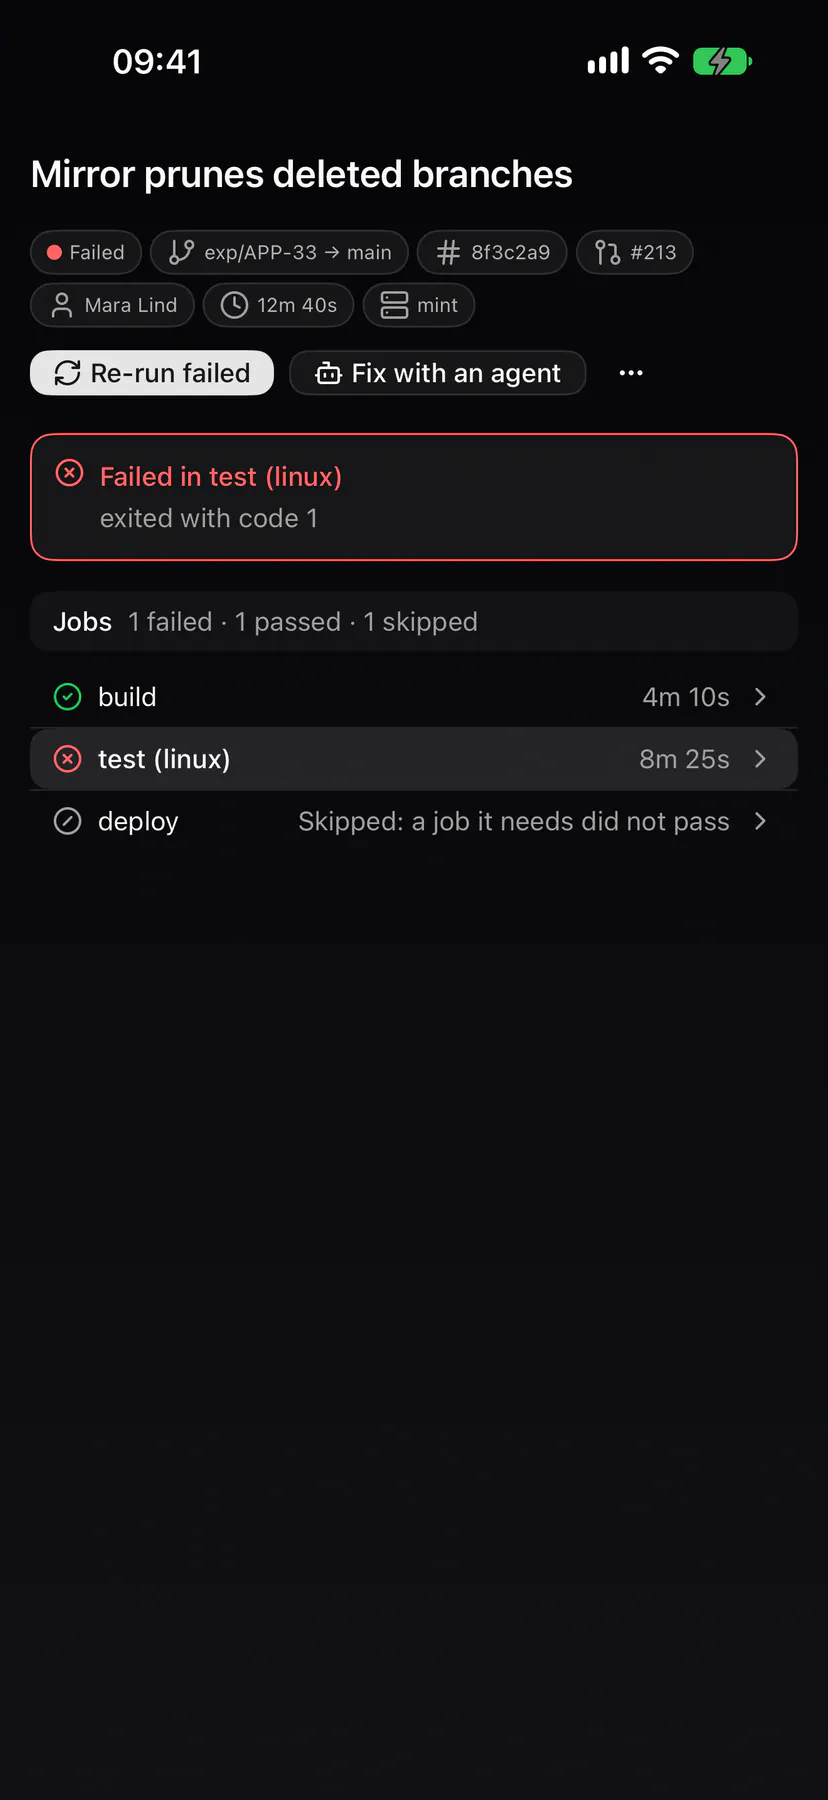 09:41
Mirror prunes deleted branches
Failed
exp/APP-33 → main
8f3c2a9
#213
Mara Lind
12m 40s
mint
Re-run failed
Fix with an agent
Failed in test (linux)
exited with code 1
Jobs 1 failed · 1 passed · 1 skipped
build 4m 10s
test (linux) 8m 25s
deploy Skipped: a job it needs did not pass